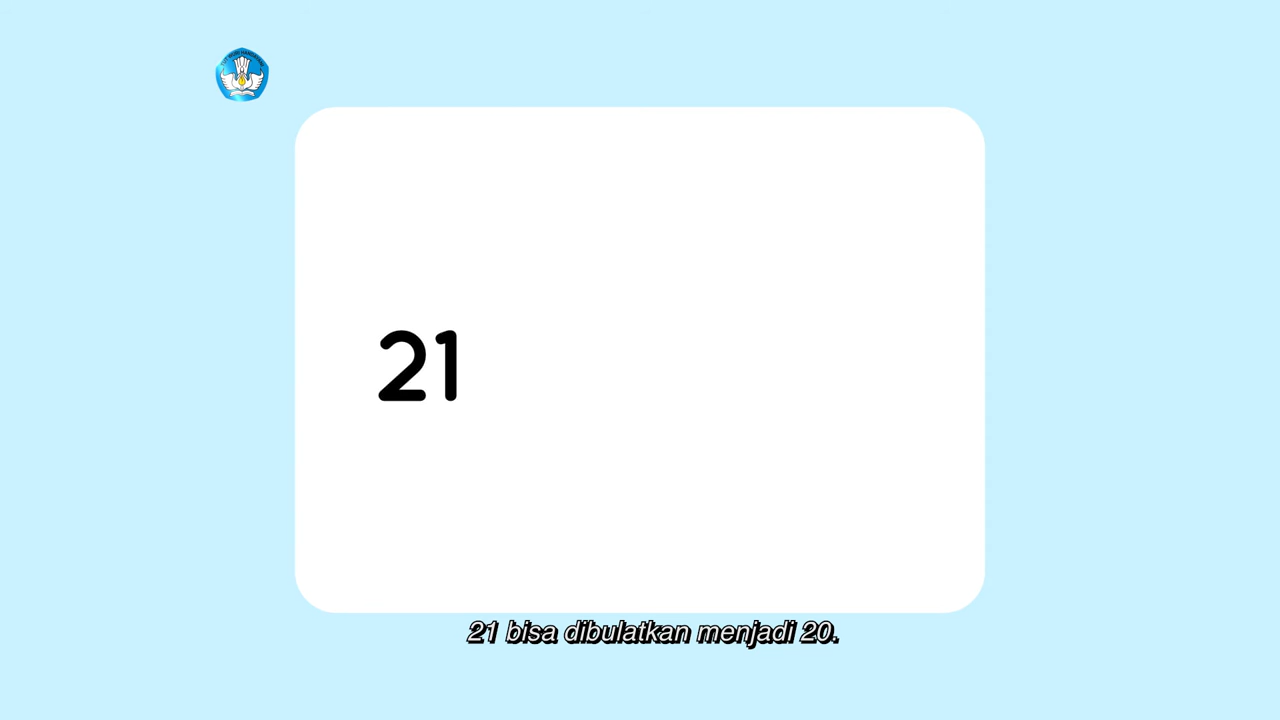 21
21 bisa dibulatkan menjadi 20.